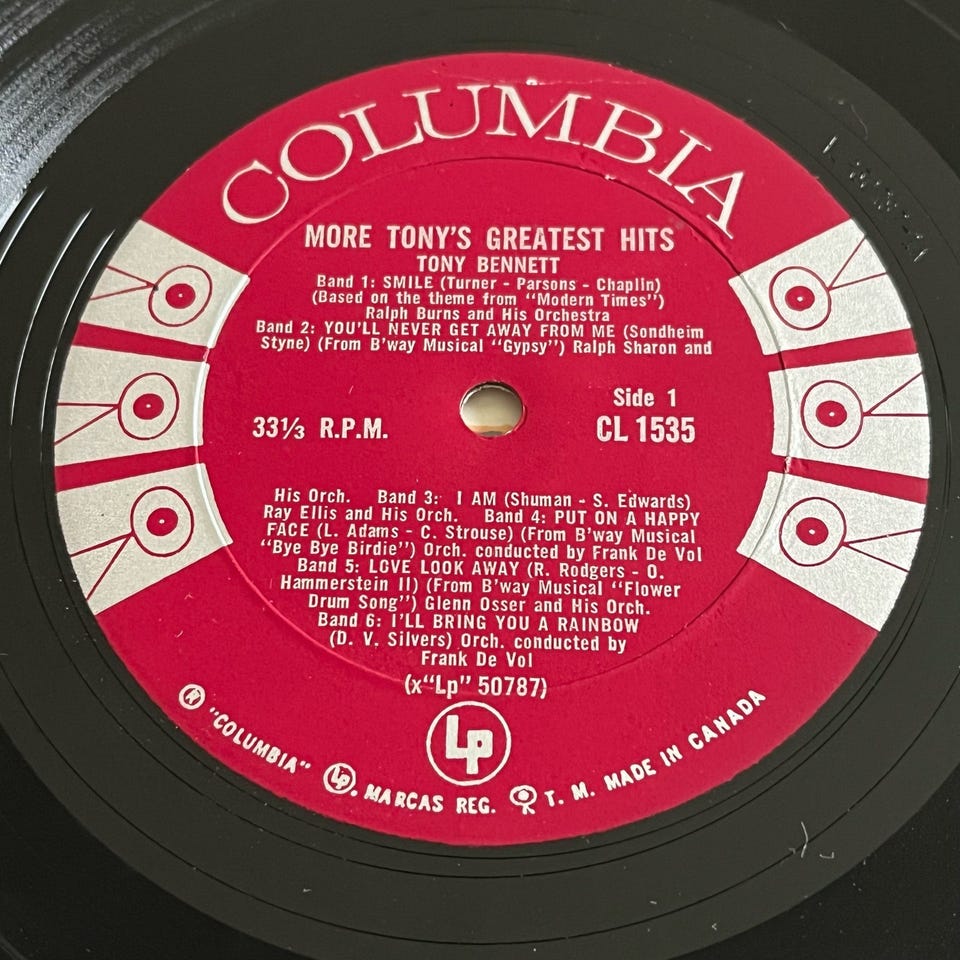 COLUMBIA
MORE TONY'S GREATEST HITS
TONY BENNETT
Band 1: SMILE (Turner - Parsons - Chaplin)
(Based on the theme from "Modern Times")
Ralph Burns and His Orchestra
Band 2: YOU'LL NEVER GET AWAY FROM ME (Sondheim
Styne) (From B'way Musical "Gypsy") Ralph Sharon and
33⅓ R.P.M.
Side 1
CL 1535
His Orch. Band 3: I AM (Shuman - S. Edwards)
Ray Ellis and His Orch. Band 4: PUT ON A HAPPY
FACE (L. Adams - C. Strouse) (From B'way Musical
"Bye Bye Birdie") Orch. conducted by Frank De Vol
Band 5: LOVE LOOK AWAY (R. Rodgers - O.
Hammerstein II) (From B'way Musical "Flower
Drum Song") Glenn Osser and His Orch.
Band 6: I'LL BRING YOU A RAINBOW
(D. V. Silvers) Orch. conducted by
Frank De Vol
(x"Lp" 50787)
Lp
® "COLUMBIA" Lp, MARCAS REG. T. M. MADE IN CANADA